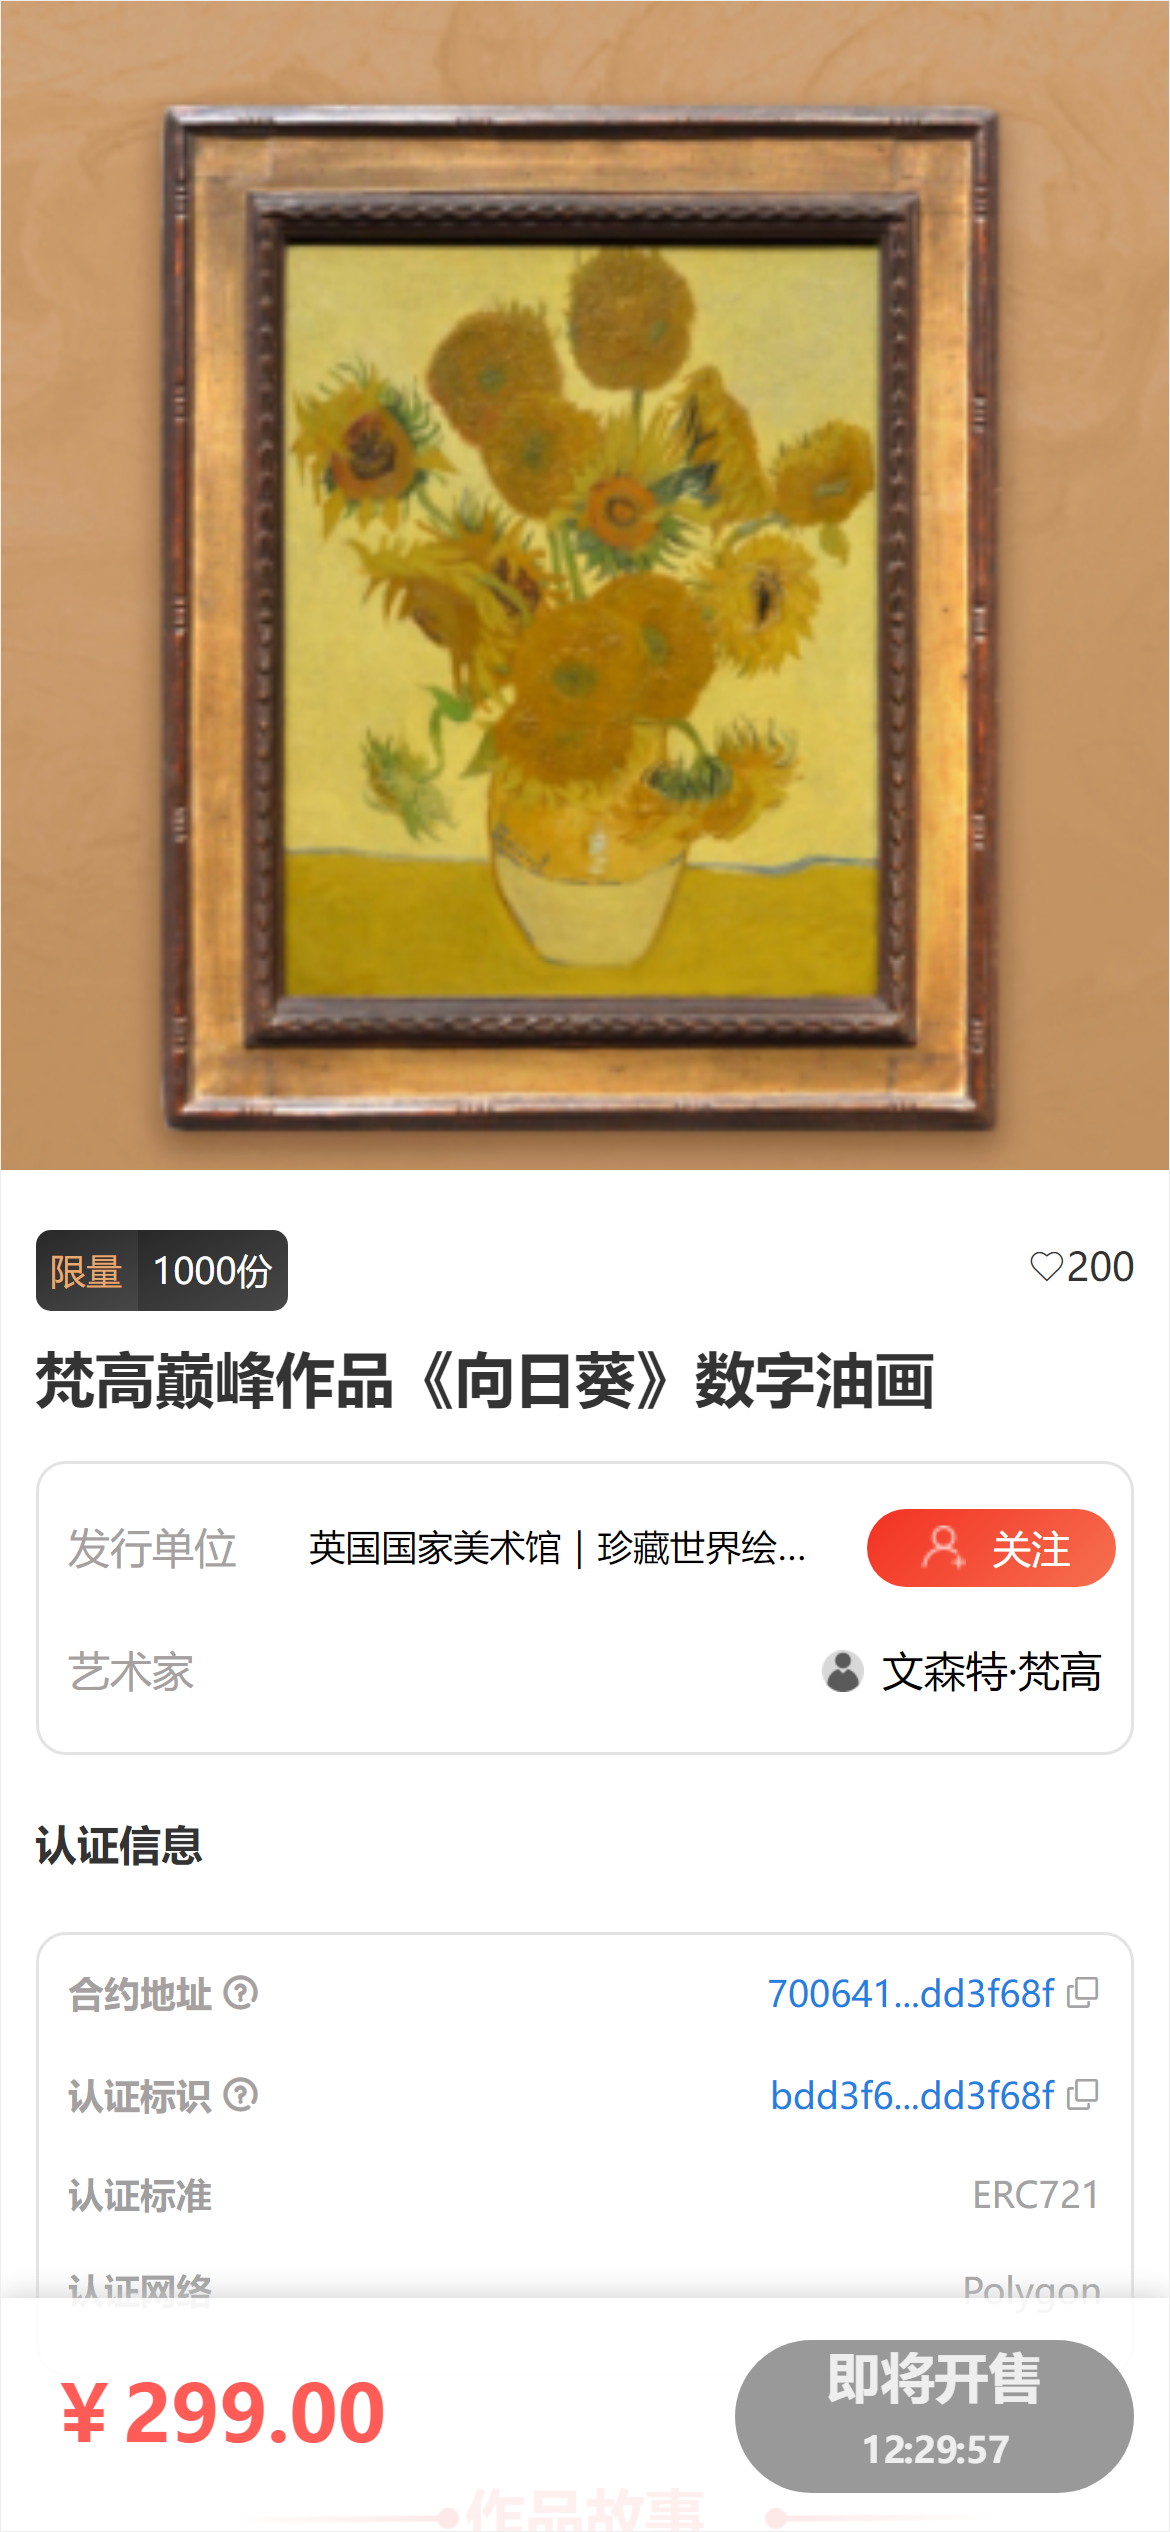 限量 1000份
200
梵高巅峰作品《向日葵》数字油画
发行单位 英国国家美术馆 | 珍藏世界绘... 关注
艺术家 文森特·梵高
认证信息
合约地址 700641...dd3f68f
认证标识 bdd3f6...dd3f68f
认证标准 ERC721
认证网络 Polygon
¥ 299.00 即将开售
12:29:57
作品故事